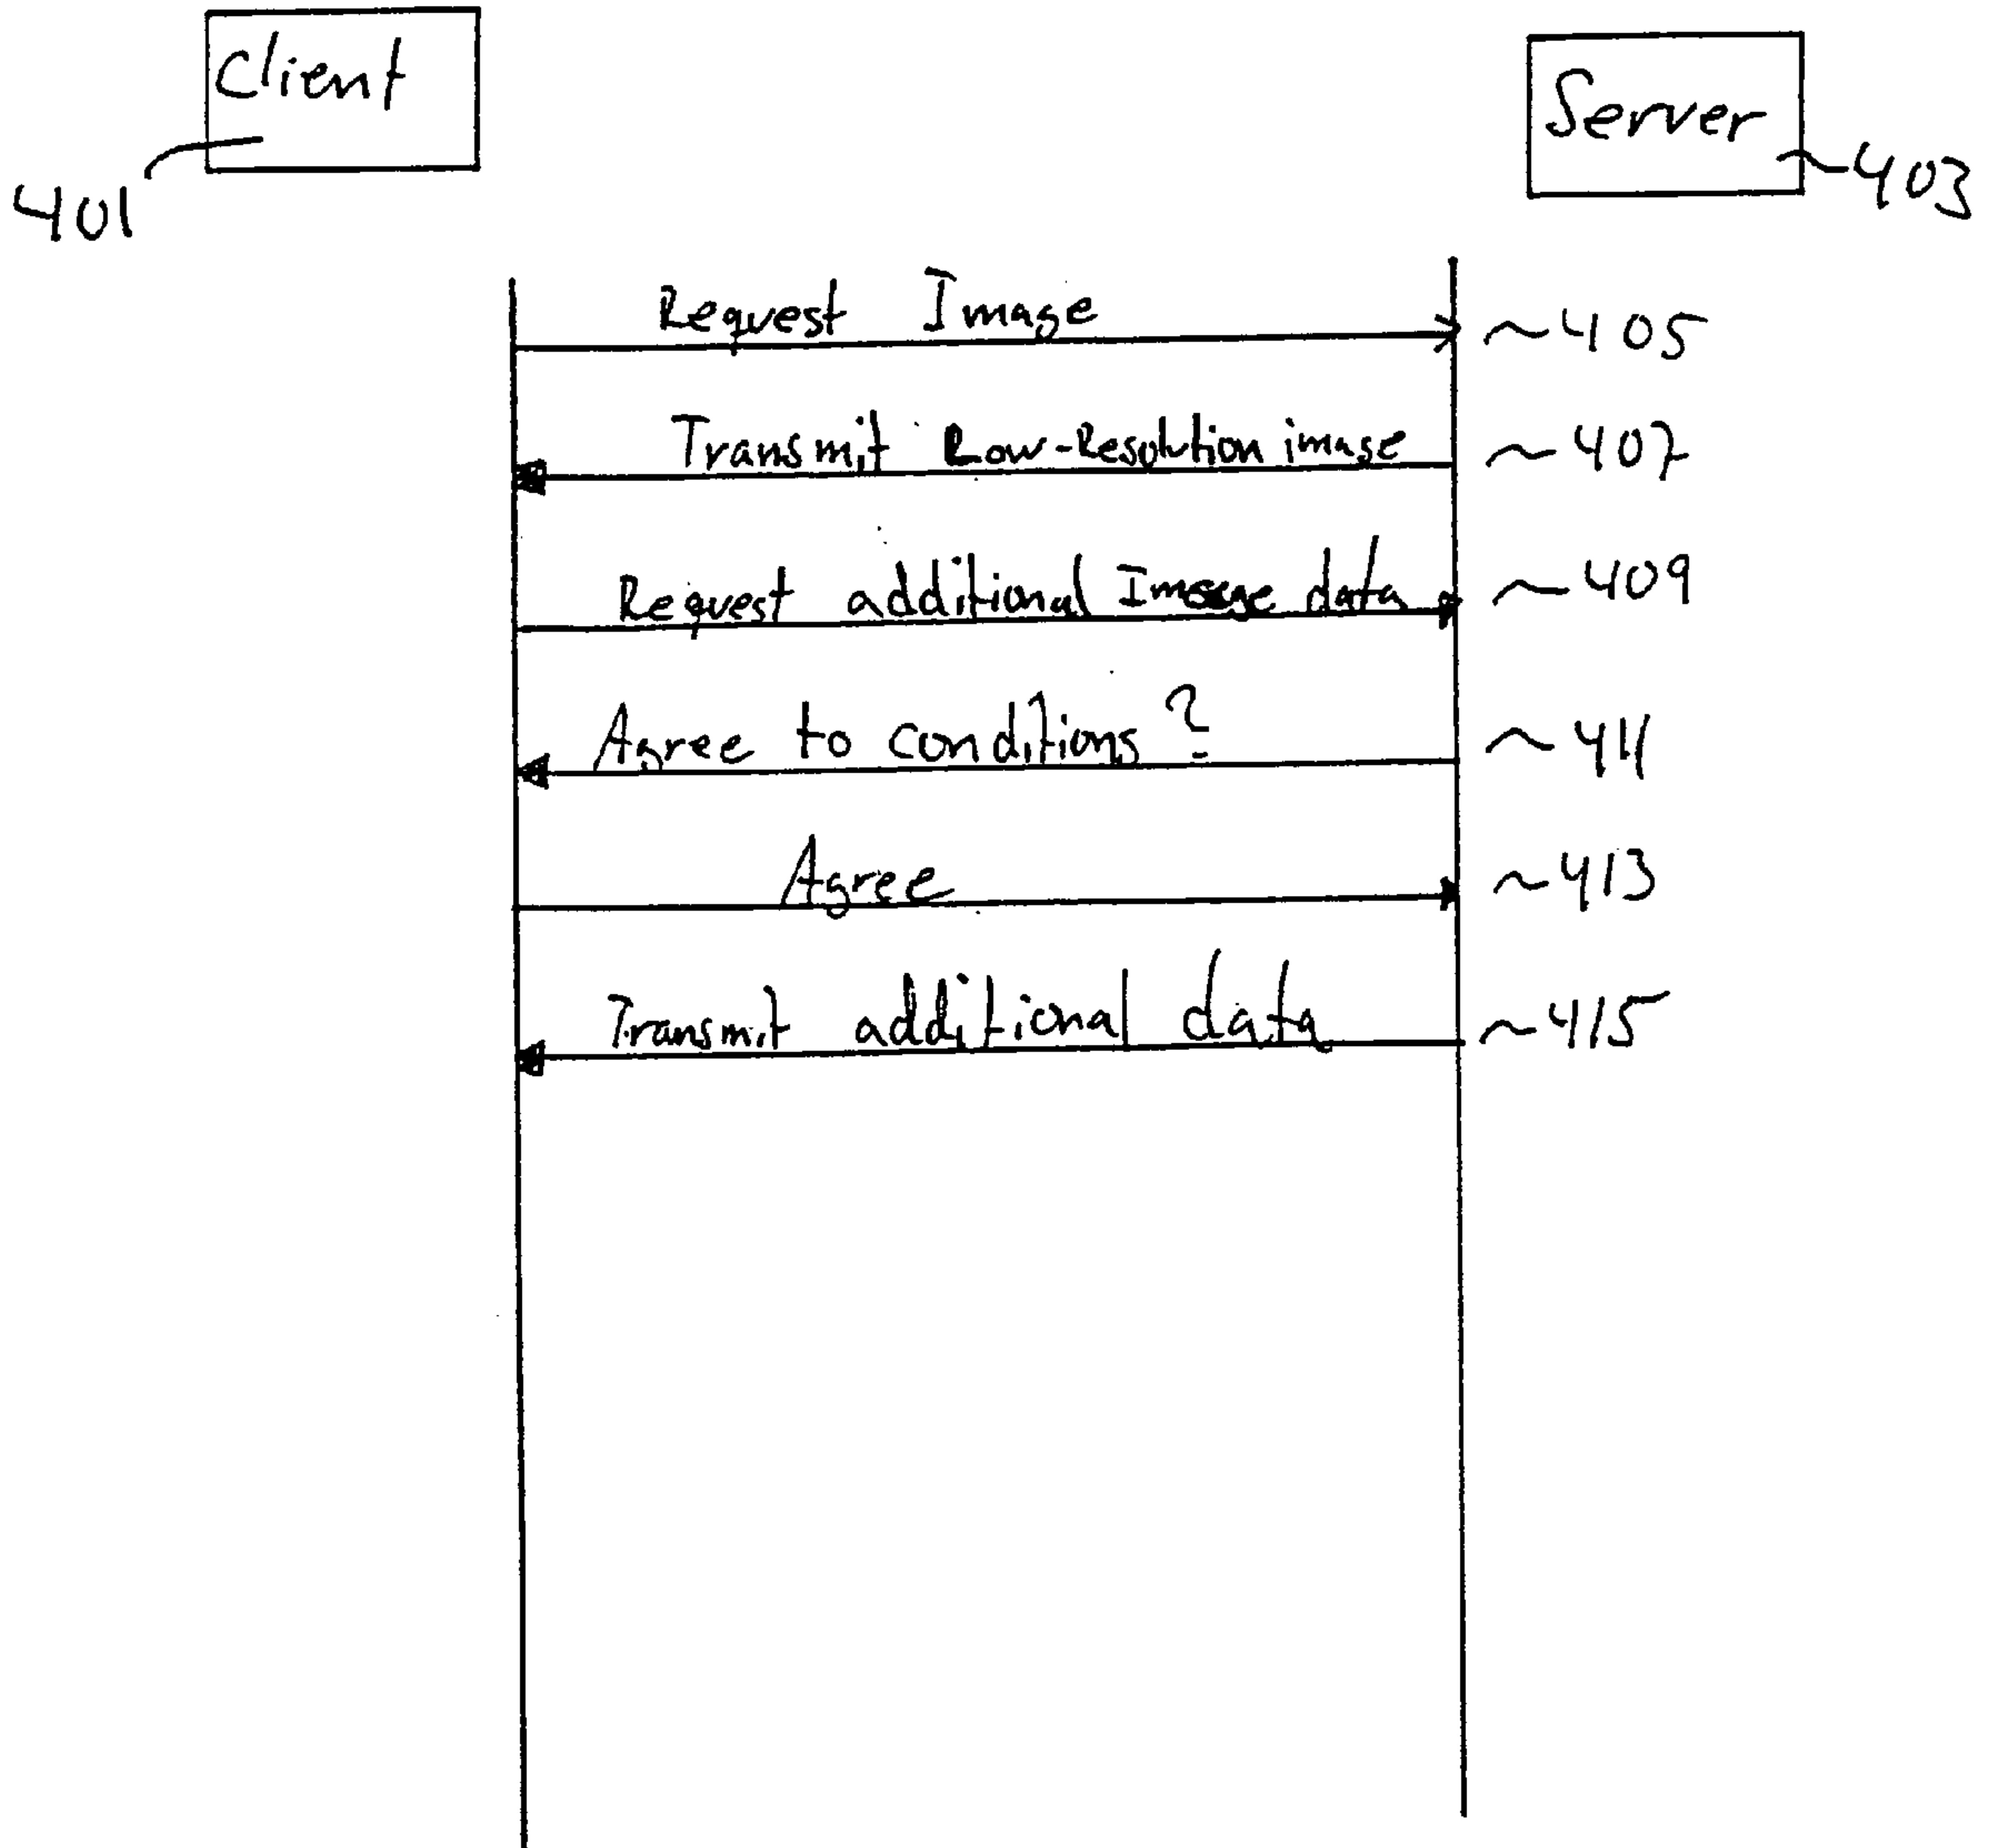 Client
Server
401
~403
Request Image ~405
Transmit Low-Resolution image ~407
Request additional Image data ~409
Agree to conditions? ~411
Agree ~413
Transmit additional data ~415